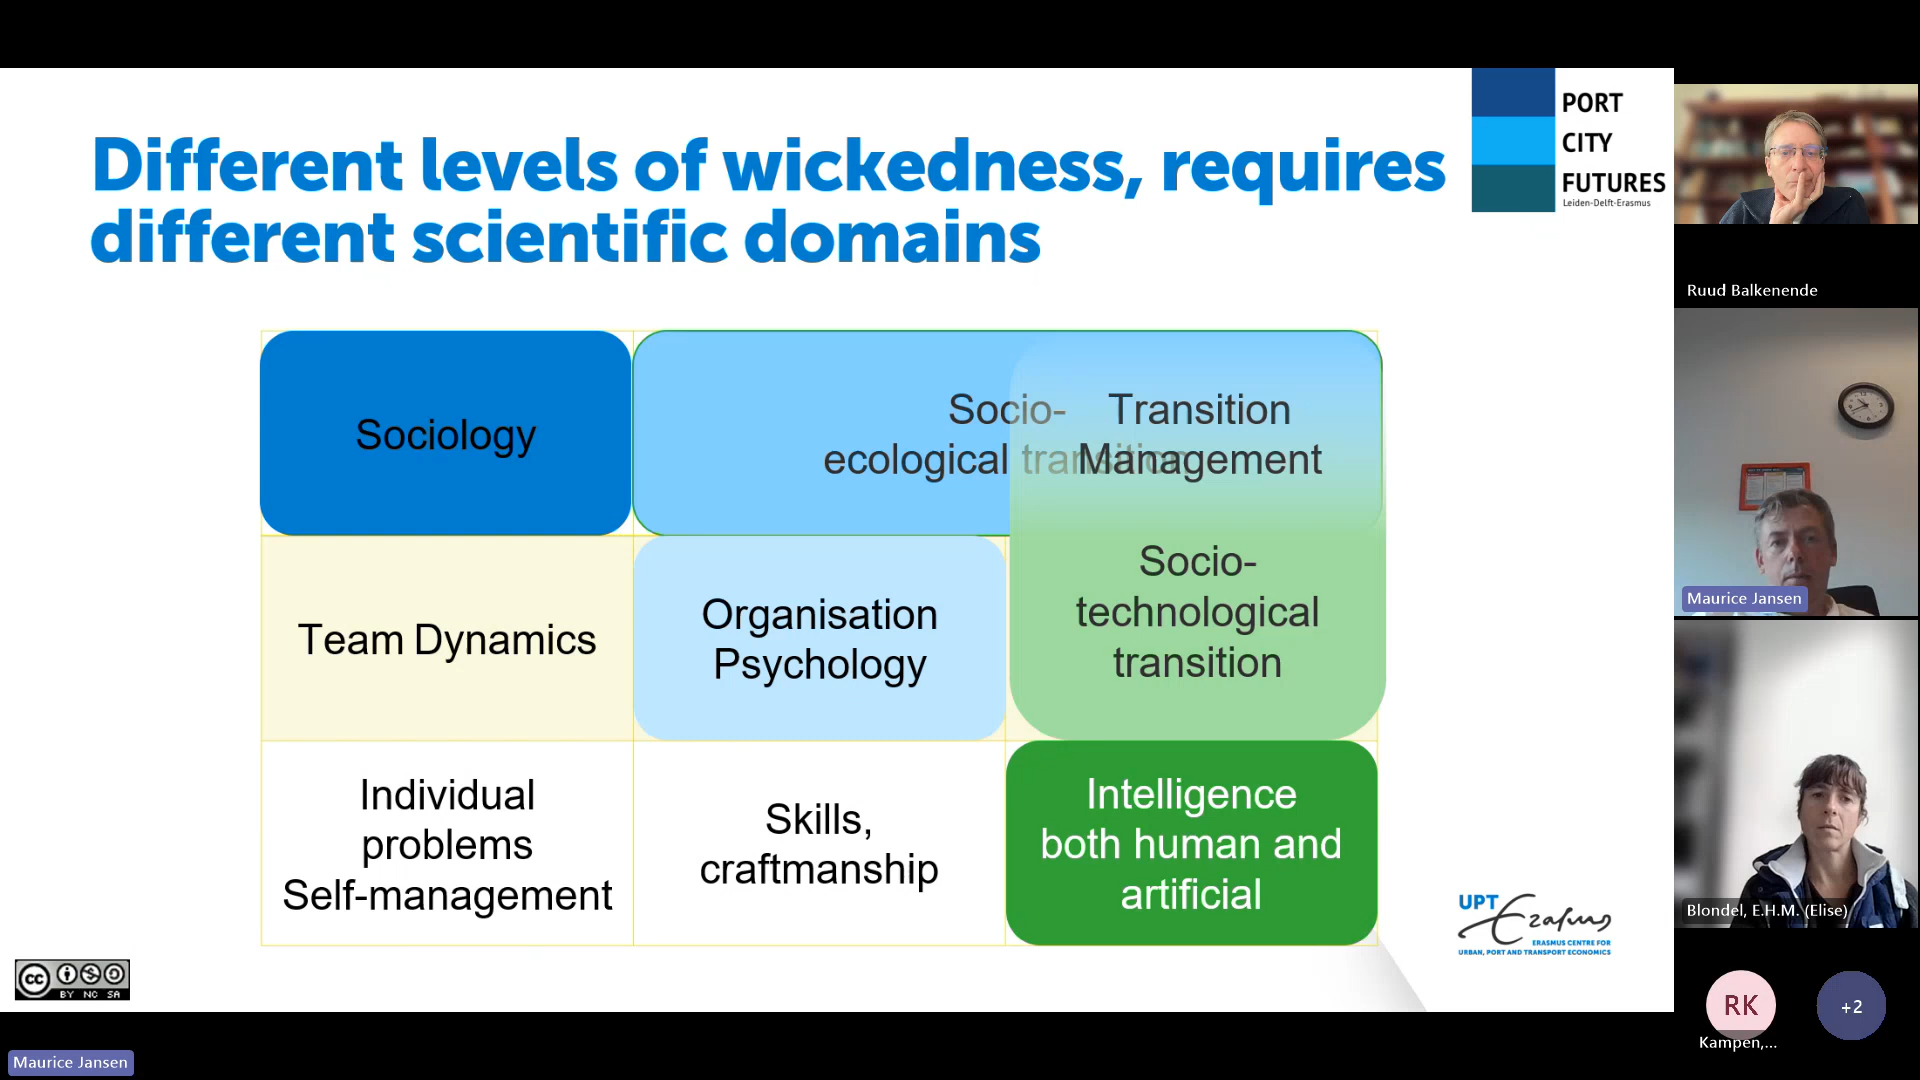 PORT
CITY
FUTURES
Leiden-Delft-Erasmus
Different levels of wickedness, requires
different scientific domains
Sociology
Socio-
ecological transition
Transition
Management
Socio-
technological
transition
Team Dynamics
Organisation
Psychology
Individual
problems
Self-management
Skills,
craftmanship
Intelligence
both human and
artificial
UPT
Erasmus
ERASMUS CENTRE FOR
URBAN, PORT AND TRANSPORT ECONOMICS
cc
BY NC SA
Maurice Jansen
Ruud Balkenende
Maurice Jansen
Blondel, E.H.M. (Elise)
RK
Kampen,...
+2